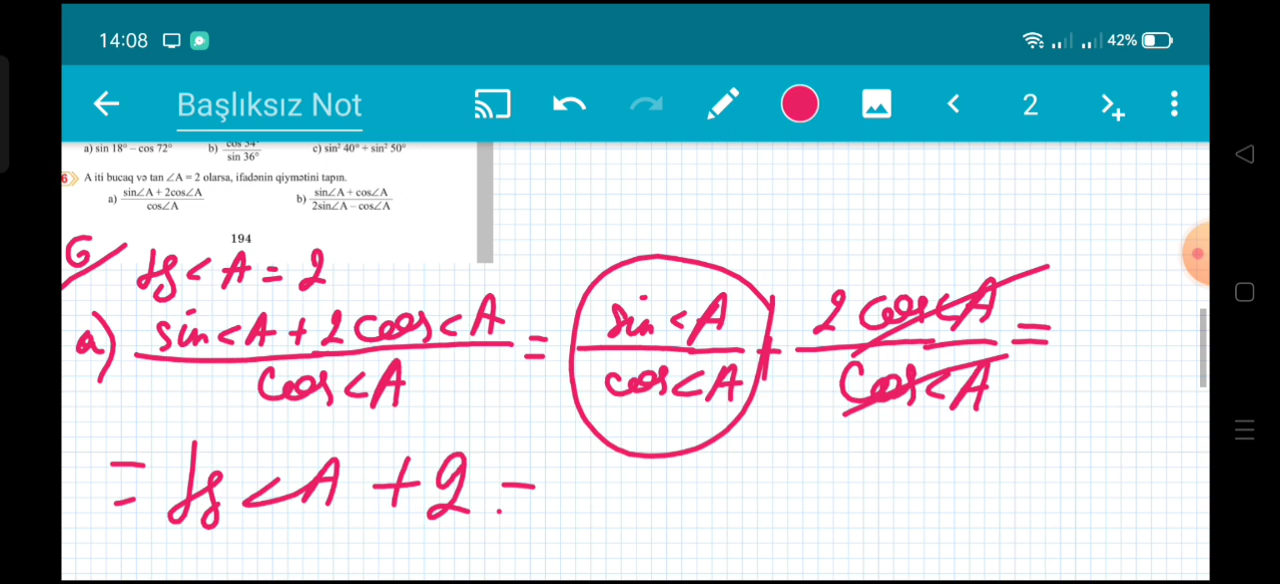 14:08 42%
Başlıksız Not 2
a) sin 18° – cos 72° b) cos 54° / sin 36° c) sin² 40° + sin² 50°
6 A iti bucaq və tan ∠A = 2 olarsa, ifadənin qiymətini tapın.
a) sin∠A + 2cos∠A / cos∠A b) sin∠A + cos∠A / 2sin∠A – cos∠A
194
6 tg<A = 2
a) sin<A + 2cos<A / cos<A = sin<A / cos<A + 2cos<A / cos<A =
= tg<A + 2 =